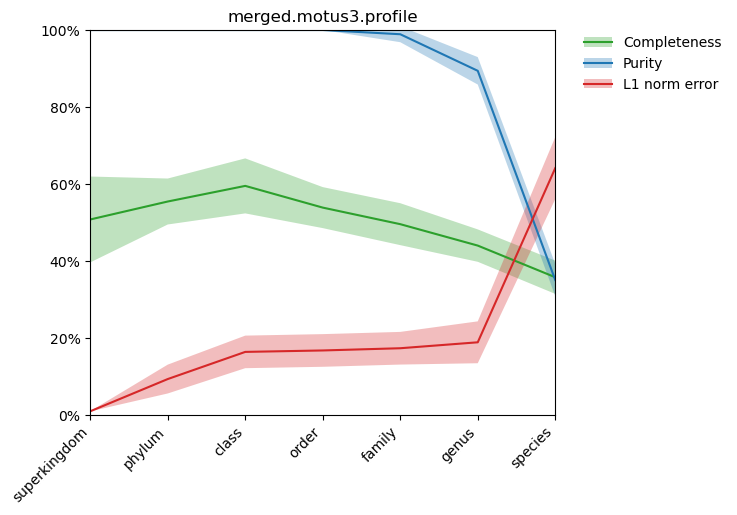 merged.motus3.profile
100%
80%
60%
40%
20%
0%
superkingdom
phylum
class
order
family
genus
species
Completeness
Purity
L1 norm error